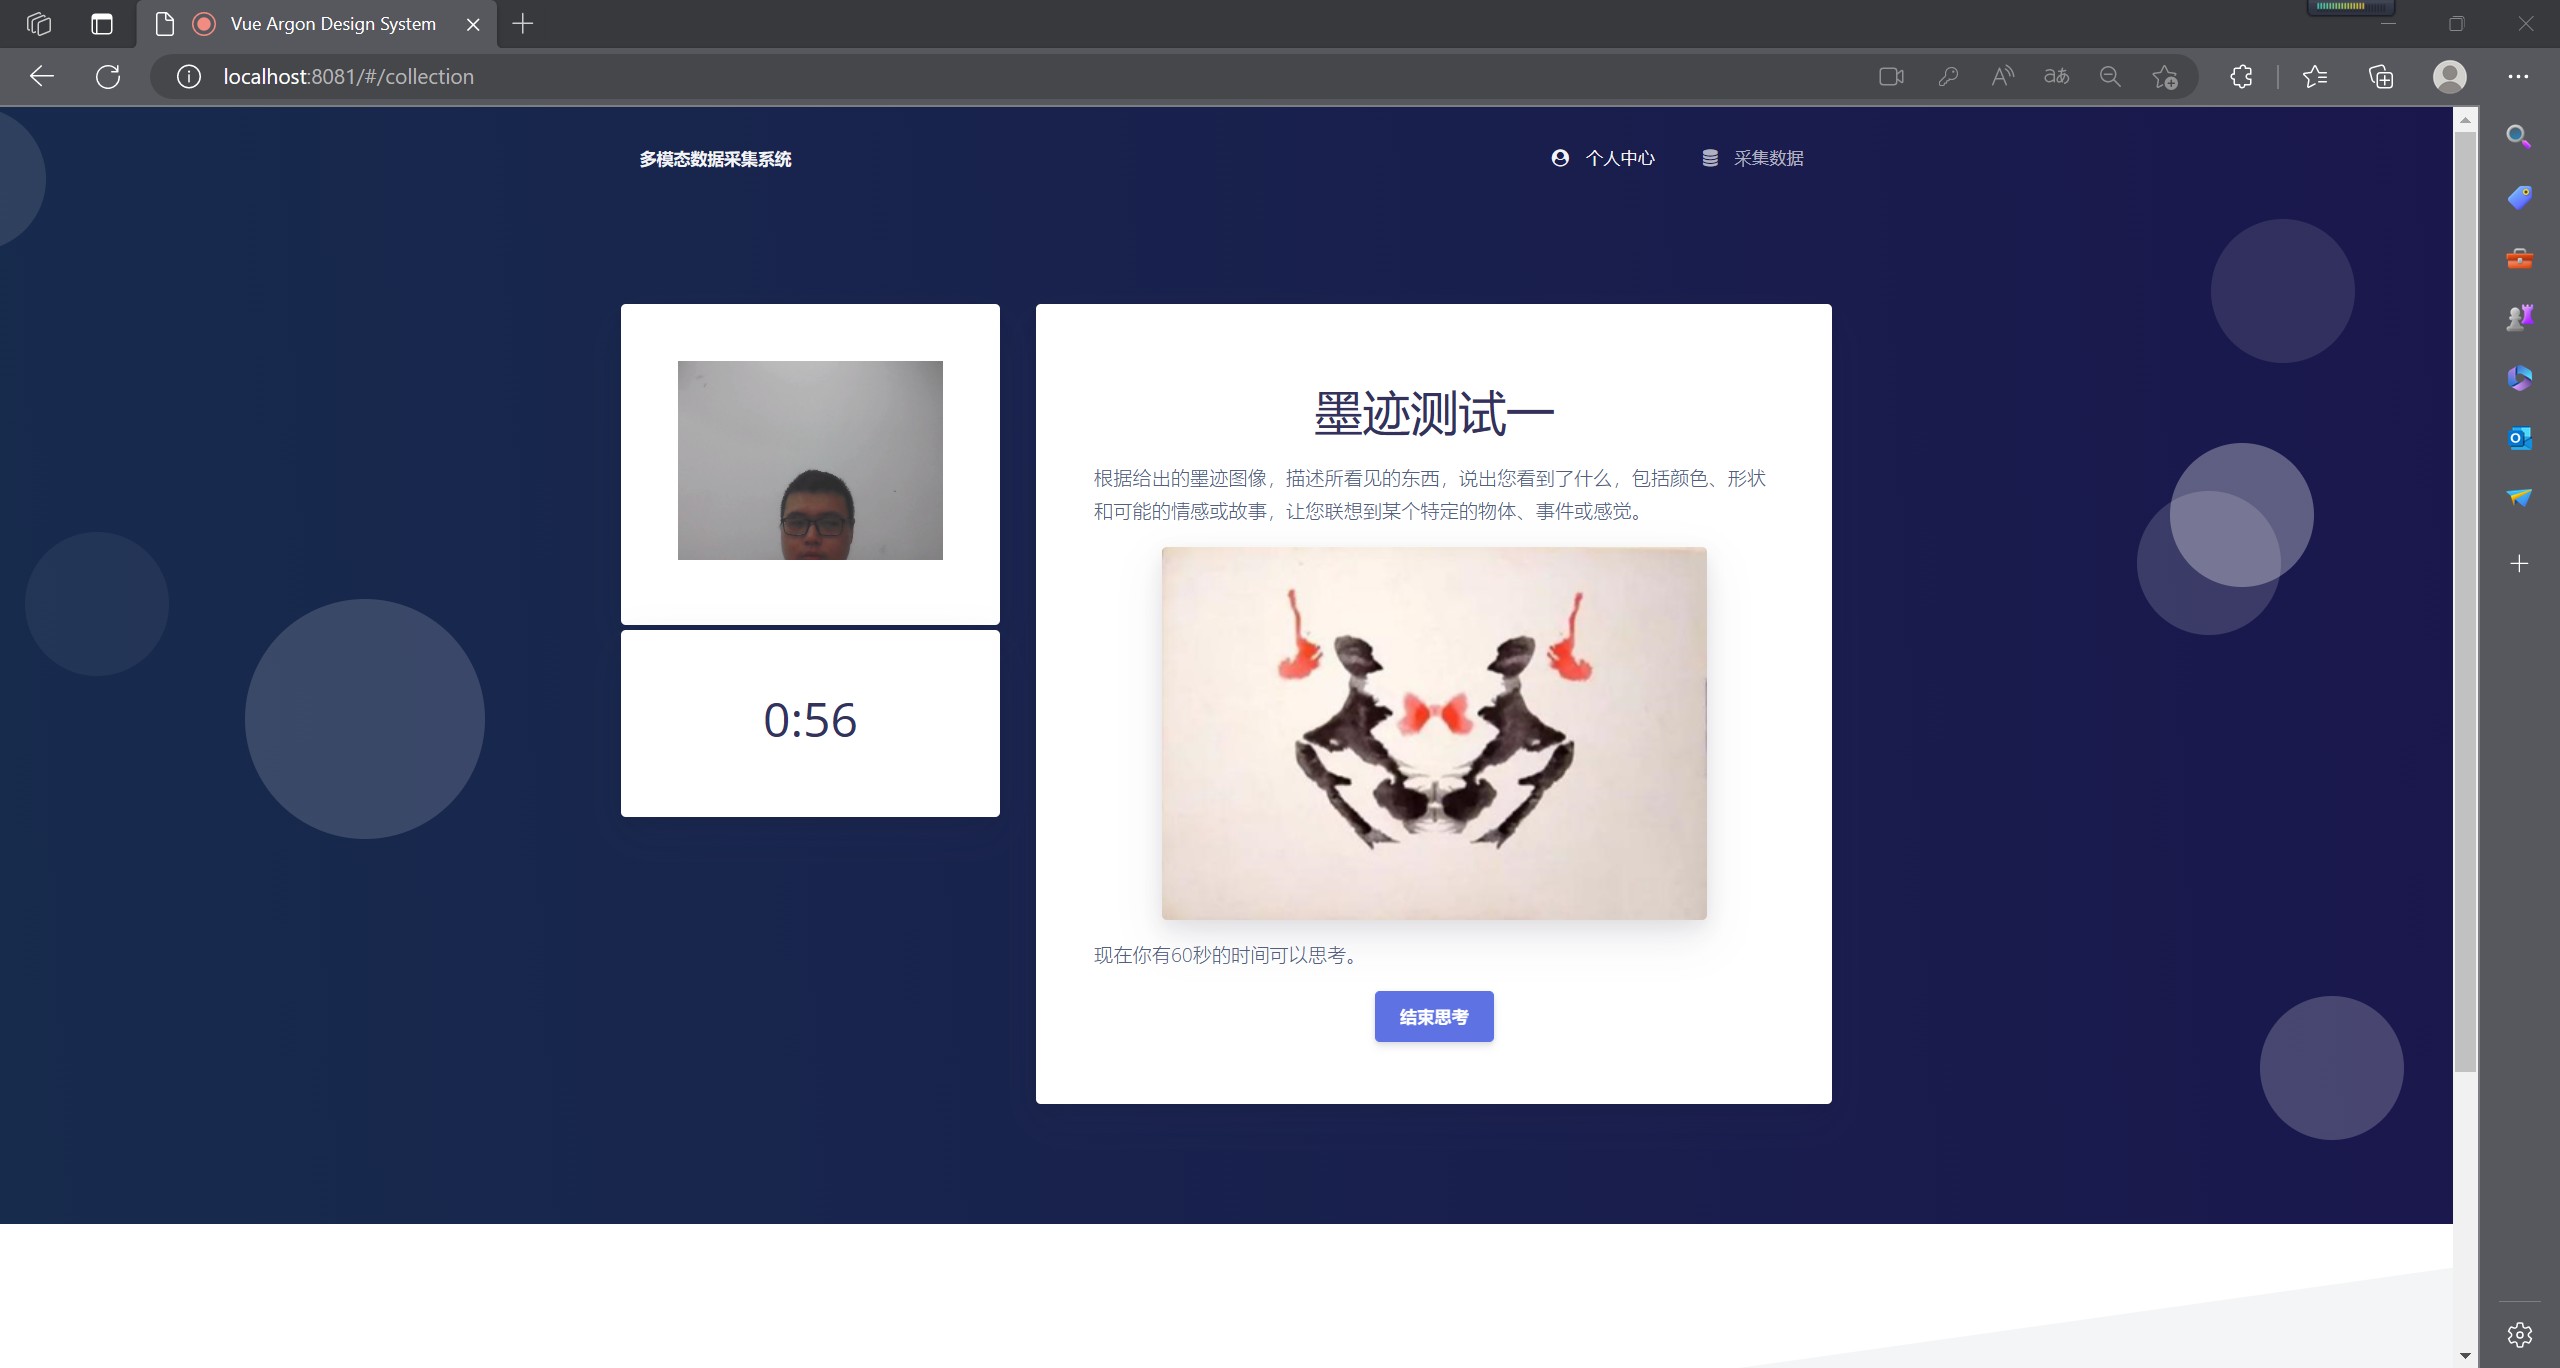 Vue Argon Design System
localhost:8081/#/collection
多模态数据采集系统
个人中心
采集数据
墨迹测试一
根据给出的墨迹图像，描述所看见的东西，说出您看到了什么，包括颜色、形状
和可能的情感或故事，让您联想到某个特定的物体、事件或感觉。
0:56
现在你有60秒的时间可以思考。
结束思考